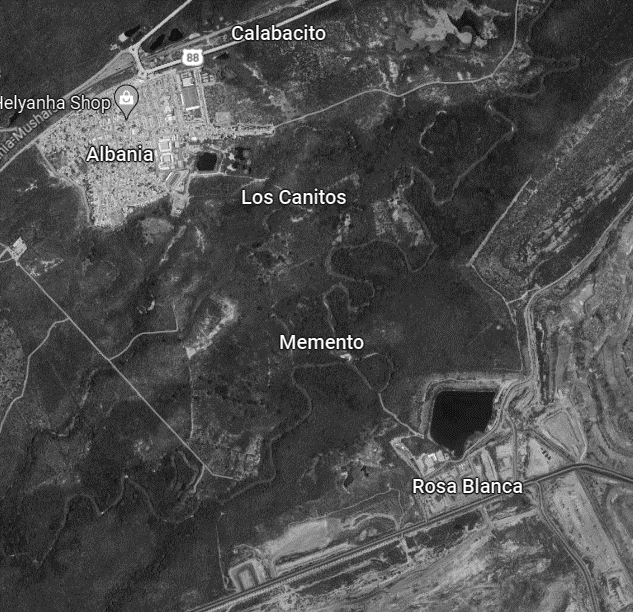 Calabacito
88
Helyanha Shop
Albania
Los Canitos
Memento
Rosa Blanca